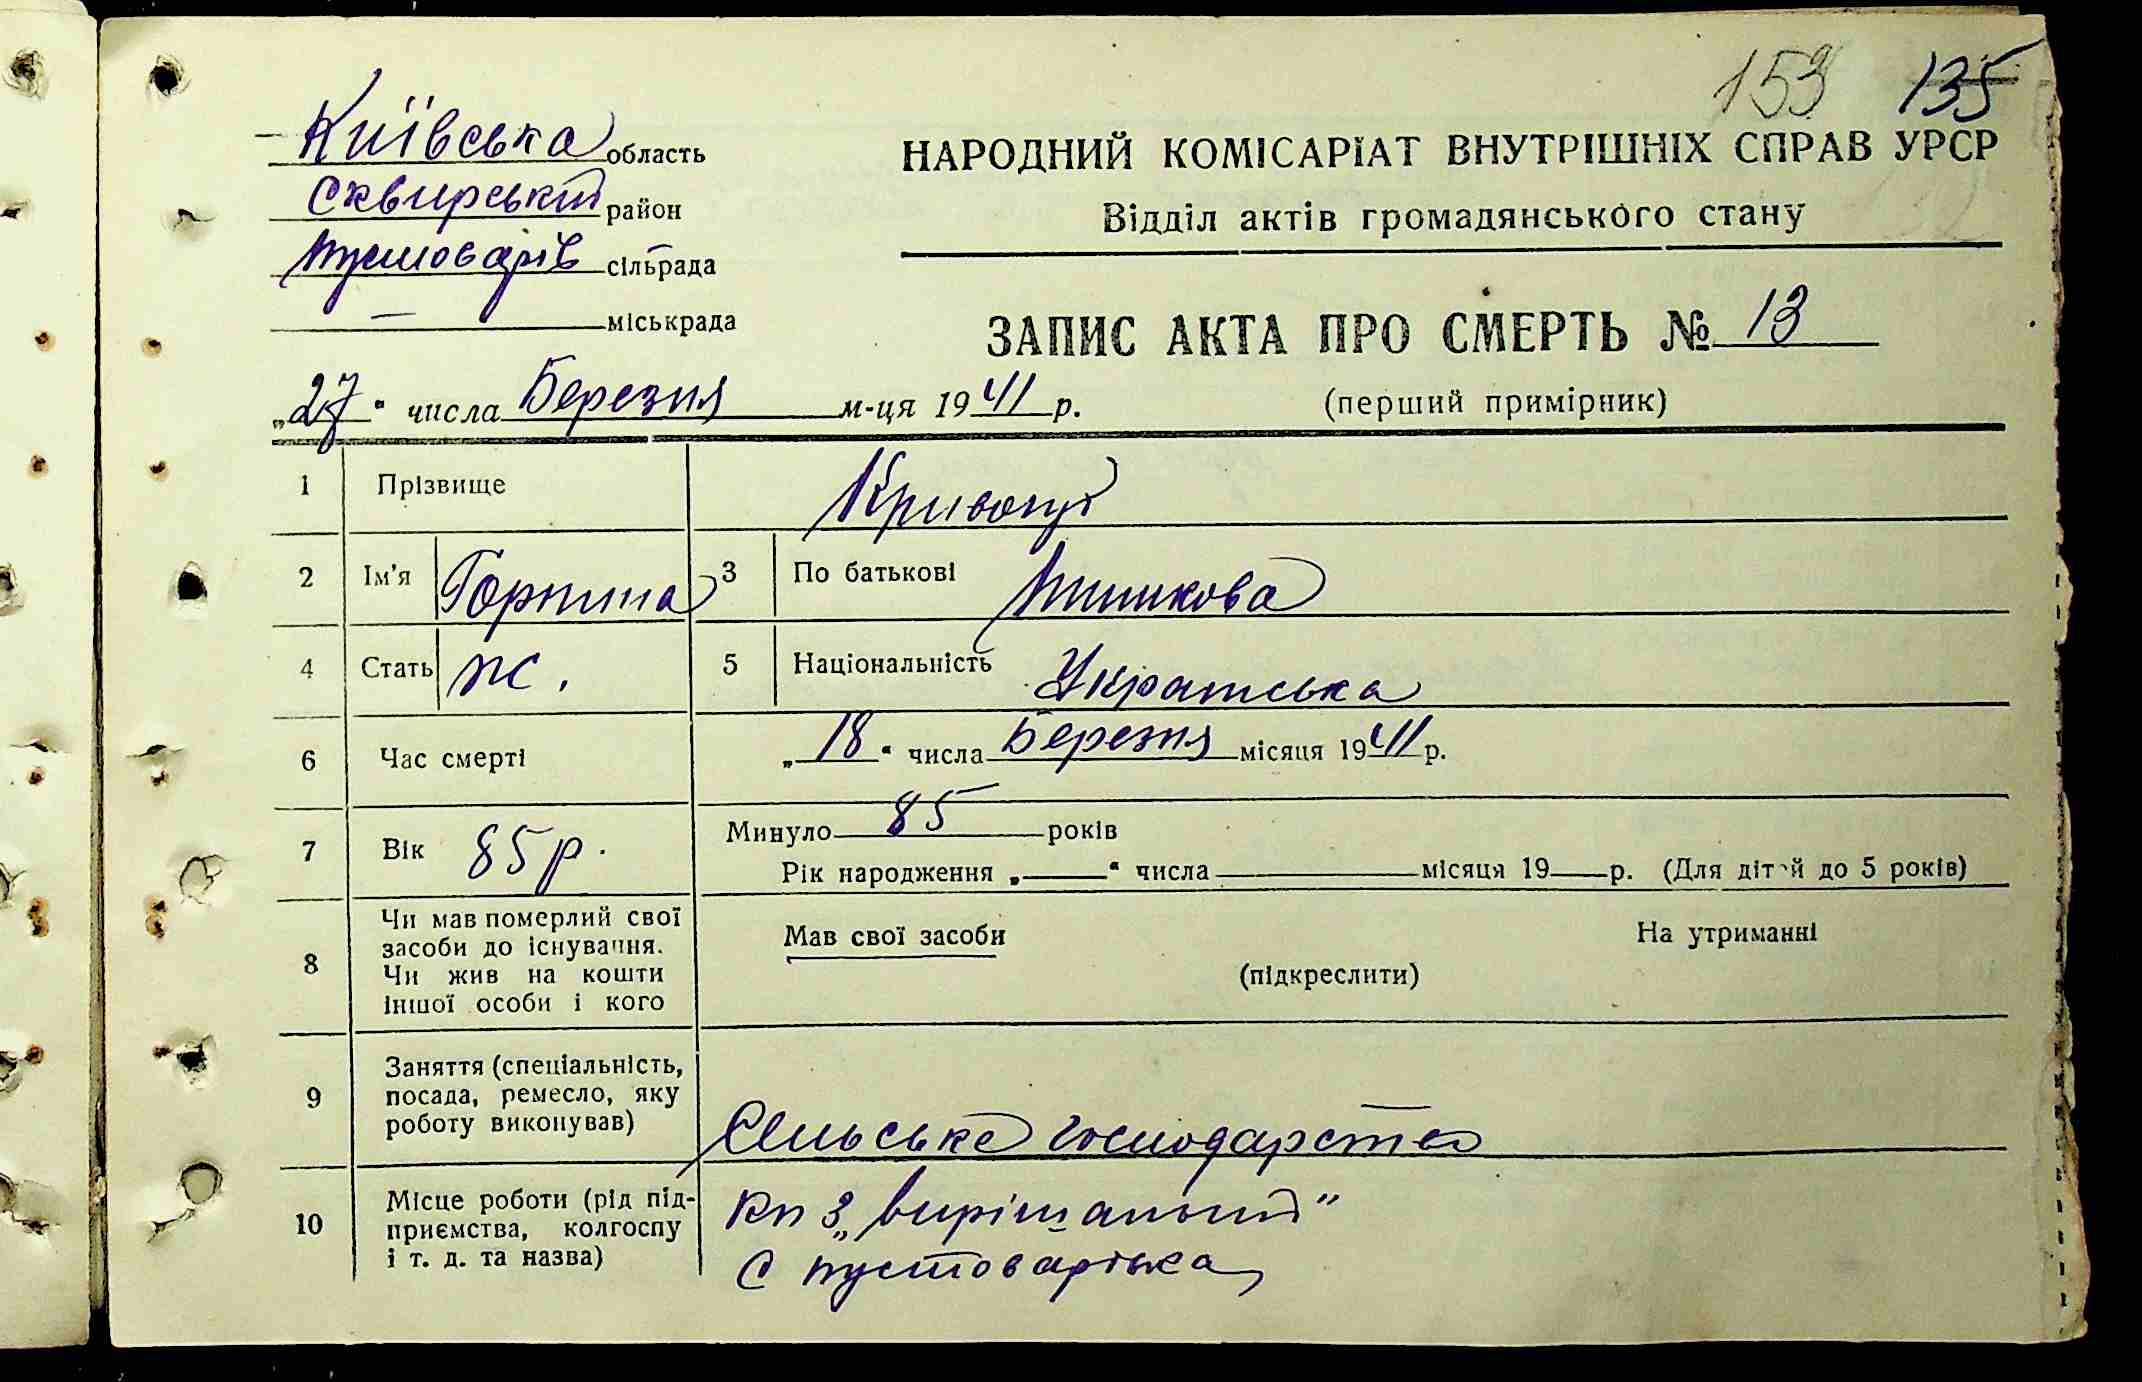 153 135
Київська область
Сквирський район
Пустоварів сільрада
— міськрада
НАРОДНИЙ КОМІСАРІАТ ВНУТРІШНІХ СПРАВ УРСР
Відділ актів громадянського стану
ЗАПИС АКТА ПРО СМЕРТЬ № 13
(перший примірник)
„27“ числа Березня м-ця 1941 р.
1 Прізвище
2 Ім’я Горпина 3 По батькові
4 Стать ж. 5 Національність Українська
6 Час смерті „18“ числа Березня місяця 1941 р.
7 Вік 85 р. Минуло 85 років
Рік народження „—“ числа — місяця 19— р. (Для дітей до 5 років)
8 Чи мав померлий свої
засоби до існування.
Чи жив на кошти
іншої особи і кого
Мав свої засоби На утриманні
(підкреслити)
9 Заняття (спеціальність,
посада, ремесло, яку
роботу виконував)
Сільське господарство
10 Місце роботи (рід під-
приємства, колгоспу
і т. д. та назва)
к-п з „Вирішальний”
с пустоварівка